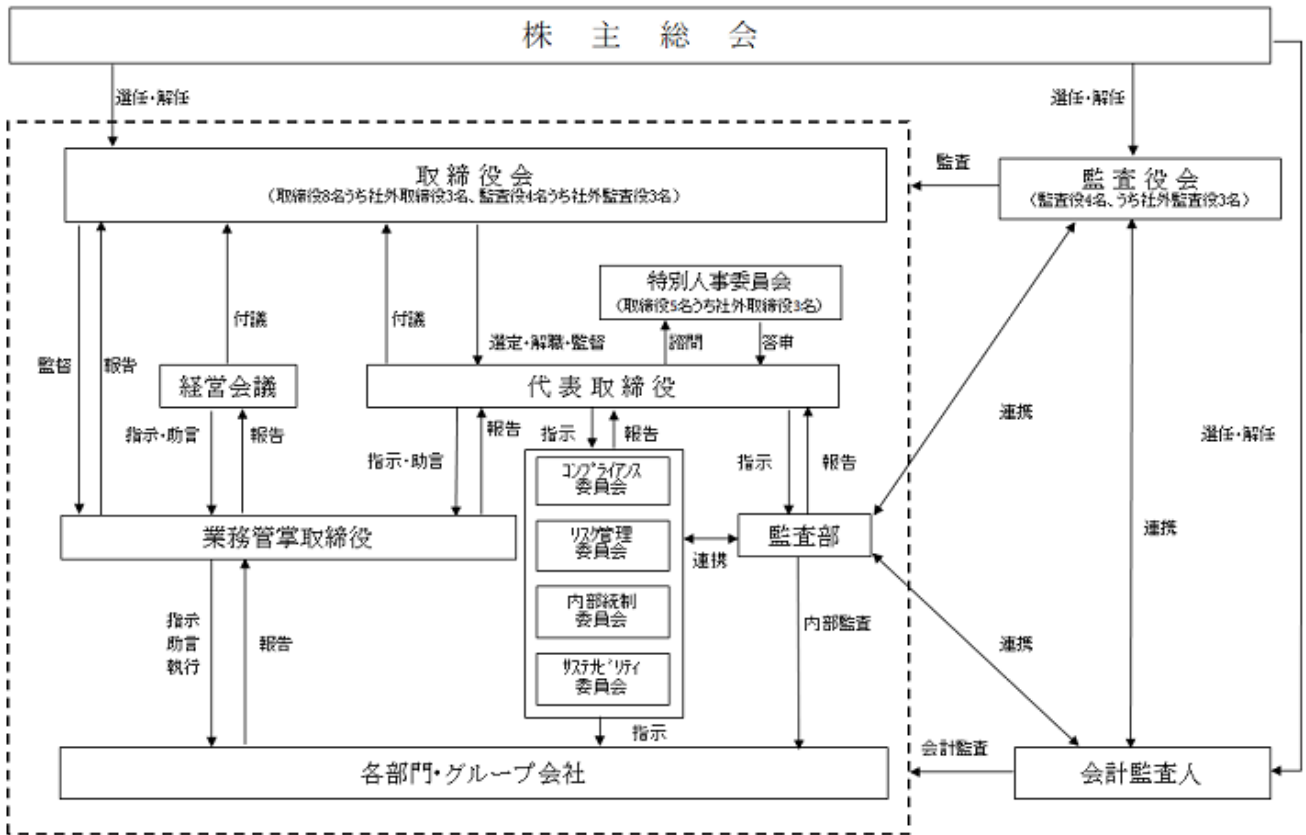 株主総会
選任・解任
選任・解任
取締役会
（取締役8名うち社外取締役3名、監査役4名うち社外監査役3名）
監査
監査役会
（監査役4名、うち社外監査役3名）
特別人事委員会
（取締役5名うち社外取締役3名）
付議
付議
選定・解職・監督
諮問
答申
監督
報告
経営会議
代表取締役
連携
選任・解任
指示・助言
報告
指示・助言
報告
指示
報告
指示
報告
コンプライアンス
委員会
業務管掌取締役
リスク管理
委員会
連携
監査部
連携
内部統制
委員会
指示
助言
執行
報告
内部監査
連携
サステナビリティ
委員会
指示
会計監査
各部門・グループ会社
会計監査人